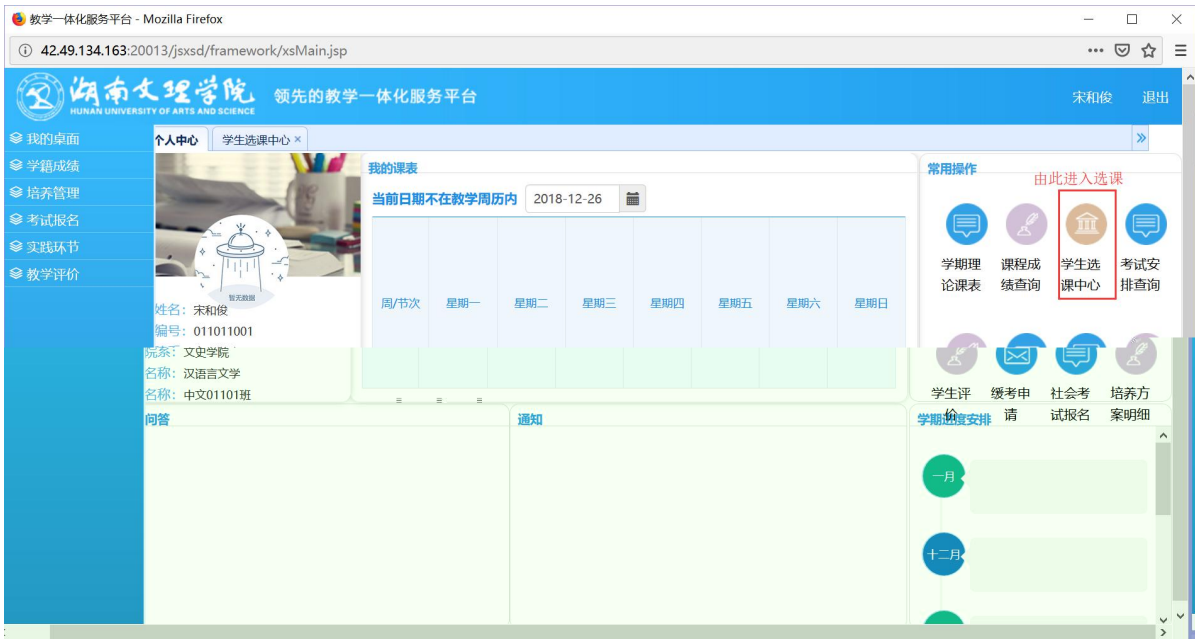 教学一体化服务平台 - Mozilla Firefox
42.49.134.163:20013/jsxsd/framework/xsMain.jsp
湖南文理学院
HUNAN UNIVERSITY OF ARTS AND SCIENCE
领先的教学一体化服务平台
宋和俊
退出
我的桌面
学籍成绩
培养管理
考试报名
实践环节
教学评价
个人中心
学生选课中心 ×
暂无数据
姓名：宋和俊
编号：011011001
院系：文史学院
名称：汉语言文学
名称：中文01101班
我的课表
当前日期不在教学周历内 2018-12-26
周/节次 星期一 星期二 星期三 星期四 星期五 星期六 星期日
常用操作
由此进入选课
学期理
论课表
课程成
绩查询
学生选
课中心
考试安
排查询
学生评
价
缓考申
请
社会考
试报名
培养方
案明细
问答
通知
学期进度安排
一月
十二月